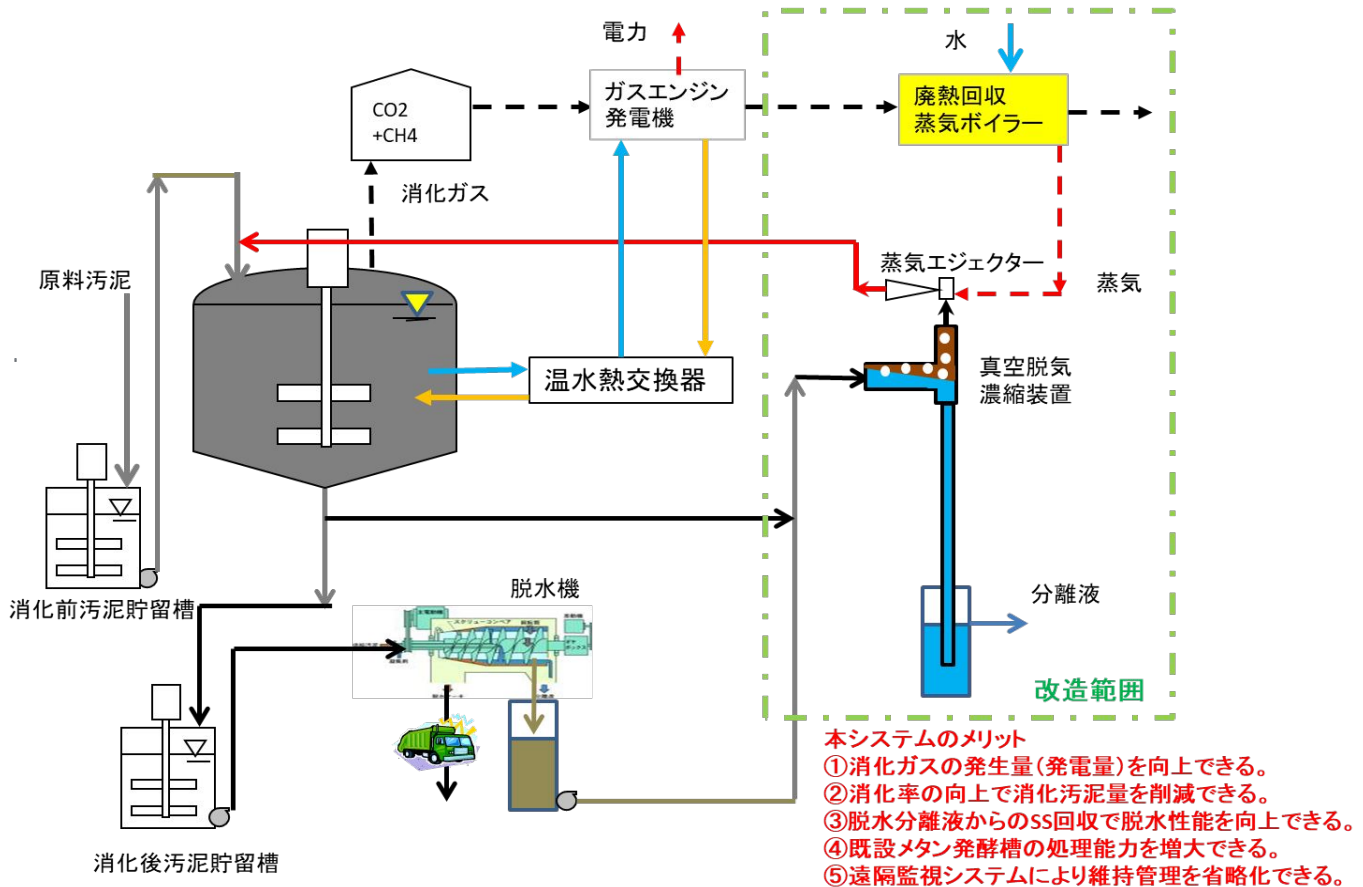 電力
水
ガスエンジン
発電機
廃熱回収
蒸気ボイラー
CO2
+CH4
消化ガス
原料汚泥
蒸気エジェクター
蒸気
温水熱交換器
真空脱気
濃縮装置
消化前汚泥貯留槽
脱水機
スクリューコンベア
分離液
改造範囲
消化後汚泥貯留槽
本システムのメリット
①消化ガスの発生量(発電量)を向上できる。
②消化率の向上で消化汚泥量を削減できる。
③脱水分離液からのSS回収で脱水性能を向上できる。
④既設メタン発酵槽の処理能力を増大できる。
⑤遠隔監視システムにより維持管理を省略化できる。